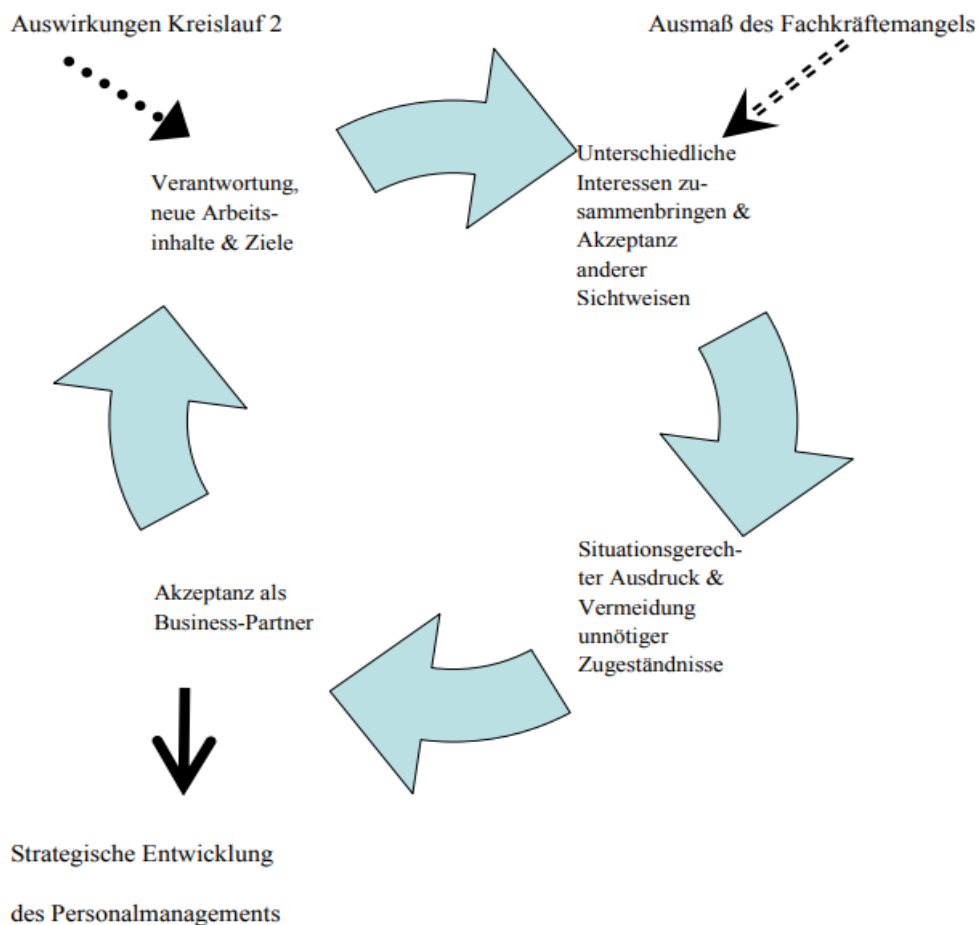 Auswirkungen Kreislauf 2
Ausmaß des Fachkräftemangels
Verantwortung,
neue Arbeits-
inhalte & Ziele
Unterschiedliche
Interessen zu-
sammenbringen &
Akzeptanz
anderer
Sichtweisen
Situationsgerech-
ter Ausdruck &
Vermeidung
unnötiger
Zugeständnisse
Akzeptanz als
Business-Partner
Strategische Entwicklung
des Personalmanagements